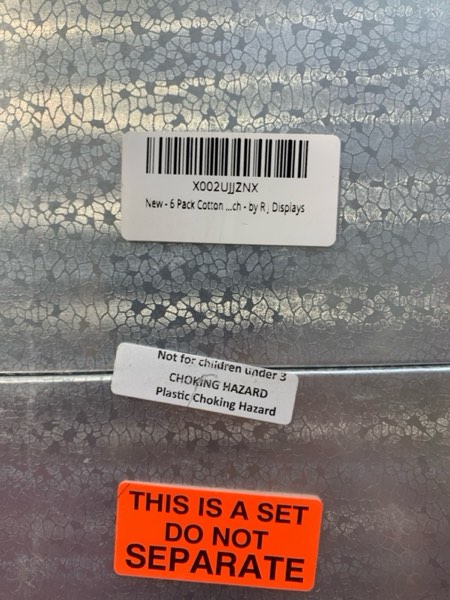 X002UJJZNX
New - 6 Pack Cotton ...ch - by R J Displays
Not for children under 3
CHOKING HAZARD
Plastic Choking Hazard
THIS IS A SET
DO NOT
SEPARATE